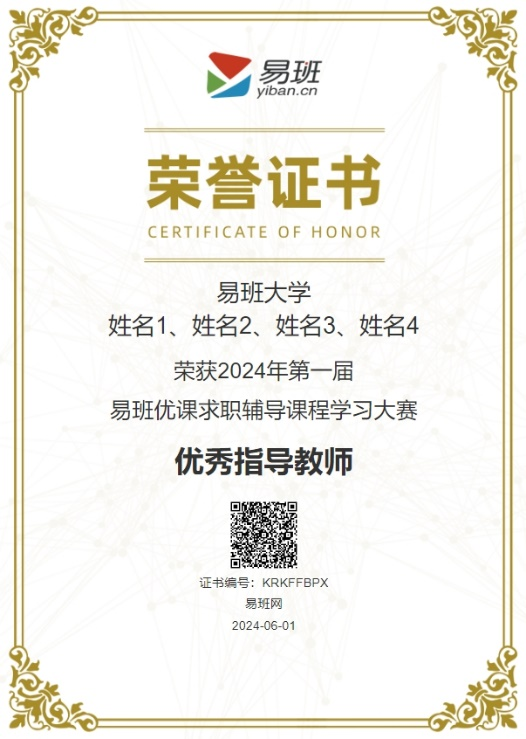 易班
yiban.cn
荣誉证书
CERTIFICATE OF HONOR
易班大学
姓名1、姓名2、姓名3、姓名4
荣获2024年第一届
易班优课求职辅导课程学习大赛
优秀指导教师
证书编号：KRKFFBPX
易班网
2024-06-01